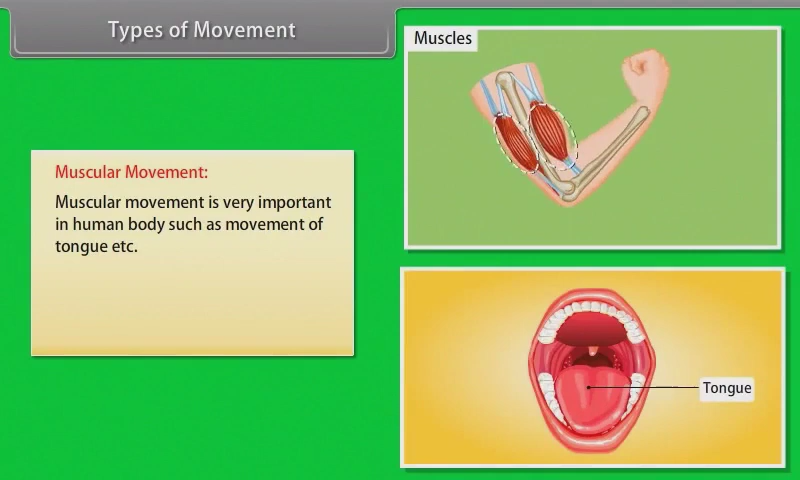 Types of Movement
Muscles
Muscular Movement:
Muscular movement is very important
in human body such as movement of
tongue etc.
Tongue